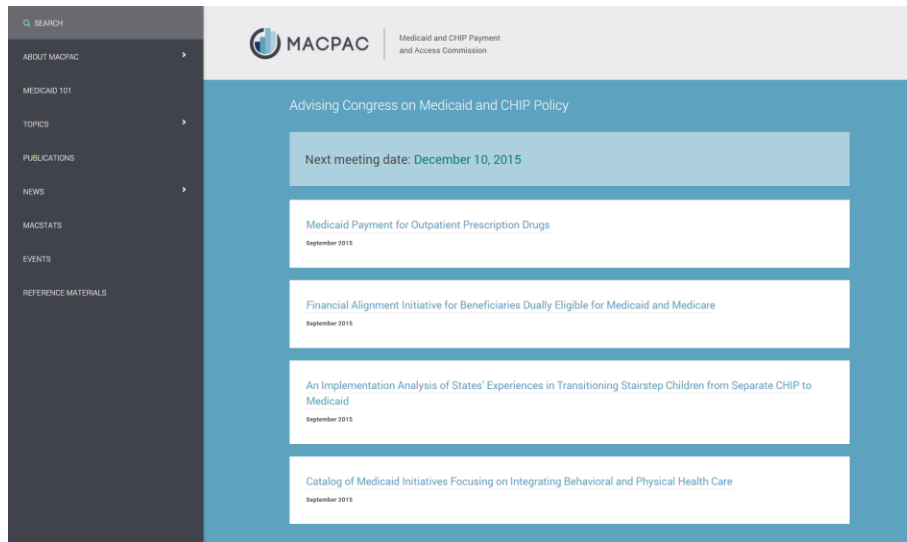 SEARCH
ABOUT MACPAC
MEDICAID 101
TOPICS
PUBLICATIONS
NEWS
MACSTATS
EVENTS
REFERENCE MATERIALS
MACPAC
Medicaid and CHIP Payment
and Access Commission
Advising Congress on Medicaid and CHIP Policy
Next meeting date: December 10, 2015
Medicaid Payment for Outpatient Prescription Drugs
September 2015
Financial Alignment Initiative for Beneficiaries Dually Eligible for Medicaid and Medicare
September 2015
An Implementation Analysis of States' Experiences in Transitioning Stairstep Children from Separate CHIP to
Medicaid
September 2015
Catalog of Medicaid Initiatives Focusing on Integrating Behavioral and Physical Health Care
September 2015